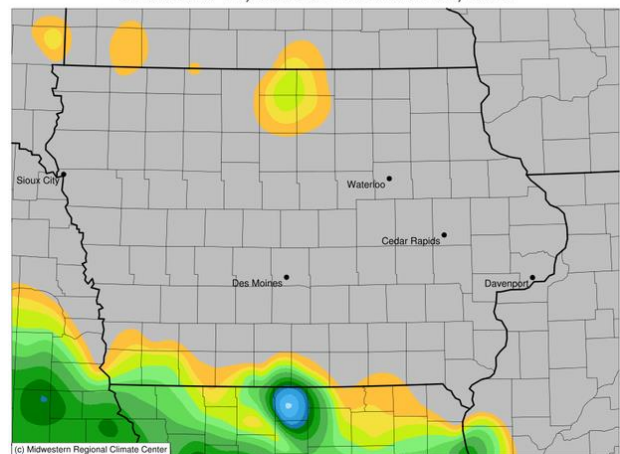 Sioux City
Waterloo
Cedar Rapids
Des Moines
Davenport
(c) Midwestern Regional Climate Center